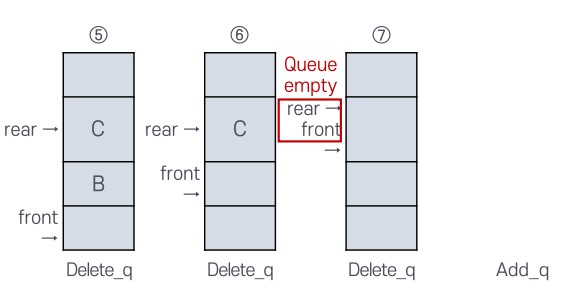 ⑤ ⑥ ⑦
Queue
empty
rear →
rear → C rear → C front
→
B front
→
front
→
Delete_q Delete_q Delete_q Add_q